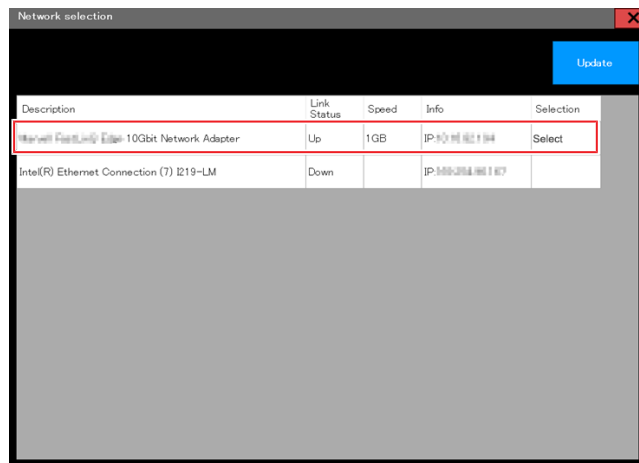 Network selection
Update
Description
Link
Status
Speed
Info
Selection
10Gbit Network Adapter
Up
1GB
IP:
Select
Intel(R) Ethernet Connection (7) I219-LM
Down
IP: